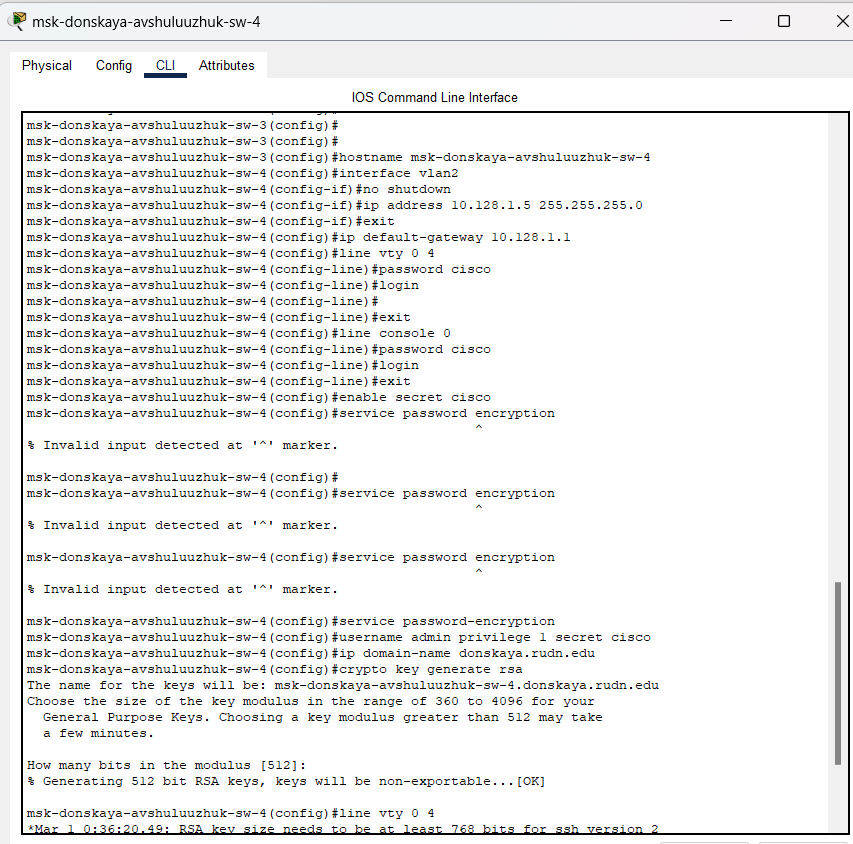 msk-donskaya-avshuluuzhuk-sw-4
Physical Config CLI Attributes
IOS Command Line Interface
msk-donskaya-avshuluuzhuk-sw-3(config)#
msk-donskaya-avshuluuzhuk-sw-3(config)#
msk-donskaya-avshuluuzhuk-sw-3(config)#hostname msk-donskaya-avshuluuzhuk-sw-4
msk-donskaya-avshuluuzhuk-sw-4(config)#interface vlan2
msk-donskaya-avshuluuzhuk-sw-4(config-if)#no shutdown
msk-donskaya-avshuluuzhuk-sw-4(config-if)#ip address 10.128.1.5 255.255.255.0
msk-donskaya-avshuluuzhuk-sw-4(config-if)#exit
msk-donskaya-avshuluuzhuk-sw-4(config)#ip default-gateway 10.128.1.1
msk-donskaya-avshuluuzhuk-sw-4(config)#line vty 0 4
msk-donskaya-avshuluuzhuk-sw-4(config-line)#password cisco
msk-donskaya-avshuluuzhuk-sw-4(config-line)#login
msk-donskaya-avshuluuzhuk-sw-4(config-line)#
msk-donskaya-avshuluuzhuk-sw-4(config-line)#exit
msk-donskaya-avshuluuzhuk-sw-4(config)#line console 0
msk-donskaya-avshuluuzhuk-sw-4(config-line)#password cisco
msk-donskaya-avshuluuzhuk-sw-4(config-line)#login
msk-donskaya-avshuluuzhuk-sw-4(config-line)#exit
msk-donskaya-avshuluuzhuk-sw-4(config)#enable secret cisco
msk-donskaya-avshuluuzhuk-sw-4(config)#service password encryption
^
% Invalid input detected at '^' marker.
msk-donskaya-avshuluuzhuk-sw-4(config)#
msk-donskaya-avshuluuzhuk-sw-4(config)#service password encryption
^
% Invalid input detected at '^' marker.
msk-donskaya-avshuluuzhuk-sw-4(config)#service password encryption
^
% Invalid input detected at '^' marker.
msk-donskaya-avshuluuzhuk-sw-4(config)#service password-encryption
msk-donskaya-avshuluuzhuk-sw-4(config)#username admin privilege 1 secret cisco
msk-donskaya-avshuluuzhuk-sw-4(config)#ip domain-name donskaya.rudn.edu
msk-donskaya-avshuluuzhuk-sw-4(config)#crypto key generate rsa
The name for the keys will be: msk-donskaya-avshuluuzhuk-sw-4.donskaya.rudn.edu
Choose the size of the key modulus in the range of 360 to 4096 for your
General Purpose Keys. Choosing a key modulus greater than 512 may take
a few minutes.
How many bits in the modulus [512]:
% Generating 512 bit RSA keys, keys will be non-exportable...[OK]
msk-donskaya-avshuluuzhuk-sw-4(config)#line vty 0 4
*Mar 1 0:36:20.49: RSA key size needs to be at least 768 bits for ssh version 2